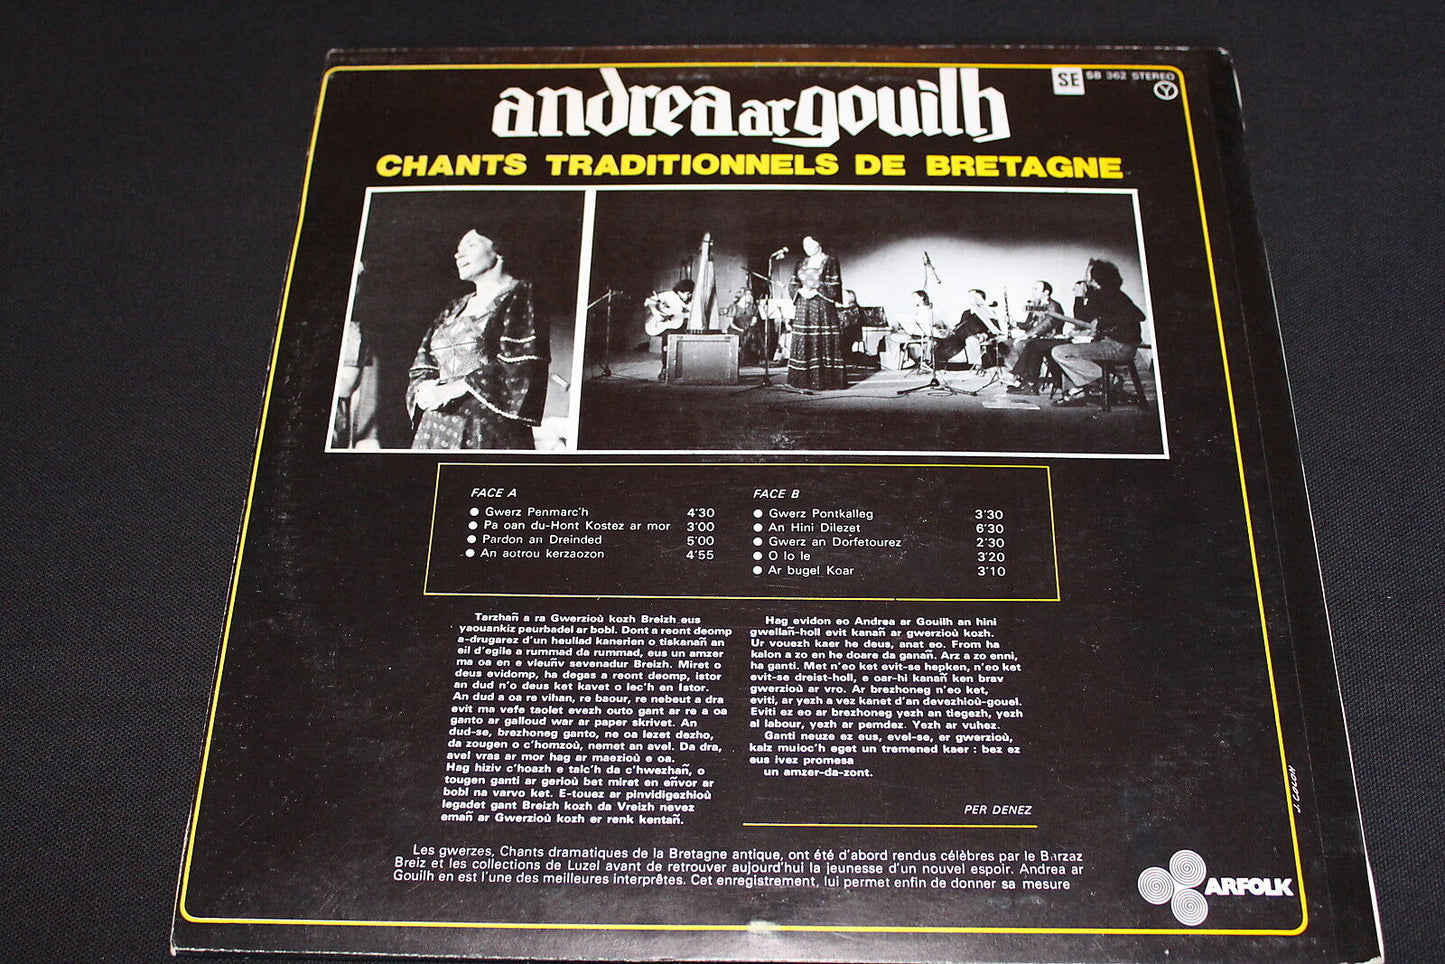 andrea ar gouilh
SE SB 362 STEREO
Y
CHANTS TRADITIONNELS DE BRETAGNE
FACE A
Gwerz Penmarc'h 4'30
Pa oan du-Hont Kostez ar mor 3'00
Pardon an Dreinded 5'00
An aotrou kerzaozon 4'55
FACE B
Gwerz Pontkalleg 3'30
An Hini Dilezet 6'30
Gwerz an Dorfetourez 2'30
O lo le 3'20
Ar bugel Koar 3'10
Tarzhañ a ra Gwerzioù kozh Breizh eus
yaouankiz peurbadel ar bobl. Dont a reont deomp
a-drugarez d'un heuliad kanerien o tiskanañ an
eil d'egile a rummad da rummad, eus un amzer
ma oa en e vleuñv sevenadur Breizh. Miret o
deus evidomp, ha degas a reont deomp, istor
an dud n'o deus ket kavet o lec'h en Istor.
An dud a oa re vihan, re baour, re nebeut a dra
evit ma vefe taolet evezh outo gant ar re a oa
ganto ar galloud war ar paper skrivet. An
dud-se, brezhoneg ganto, ne oa lezet dezho,
da zougen o c'homzoù, nemet an avel. Da dra,
avel vras ar mor hag ar maezioù e oa.
Hag hiziv c'hoazh e talc'h da c'hwezhañ, o
tougen ganti ar gerioù bet miret en eñvor ar
bobl na varvo ket. E-touez ar pinvidigezhioù
legadet gant Breizh kozh da Vreizh nevez
emañ ar Gwerzioù kozh er renk kentañ.
Hag evidon eo Andrea ar Gouilh an hini
gwellañ-holl evit kanañ ar gwerzioù kozh.
Ur vouezh kaer he deus, anat eo. From ha
kalon a zo en he doare da ganañ. Arz a zo enni,
ha ganti. Met n'eo ket evit-se hepken, n'eo ket
evit-se dreist-holl, e oar-hi kanañ ken brav
gwerzioù ar vro. Ar brezhoneg n'eo ket,
eviti, ar yezh a vez kanet d'an devezhioù-gouel.
Eviti ez eo ar brezhoneg yezh an tiegezh, yezh
al labour, yezh ar pemdez. Yezh ar vuhez.
Ganti neuze ez eus, evel-se, er gwerzioù,
kalz muioc'h eget un tremened kaer : bez ez
eus ivez promesa
un amzer-da-zont.
PER DENEZ
J. COLON
Les gwerzes, Chants dramatiques de la Bretagne antique, ont été d'abord rendus célèbres par le Barzaz
Breiz et les collections de Luzel avant de retrouver aujourd'hui la jeunesse d'un nouvel espoir. Andrea ar
Gouilh en est l'une des meilleures interprêtes. Cet enregistrement, lui permet enfin de donner sa mesure
ARFOLK